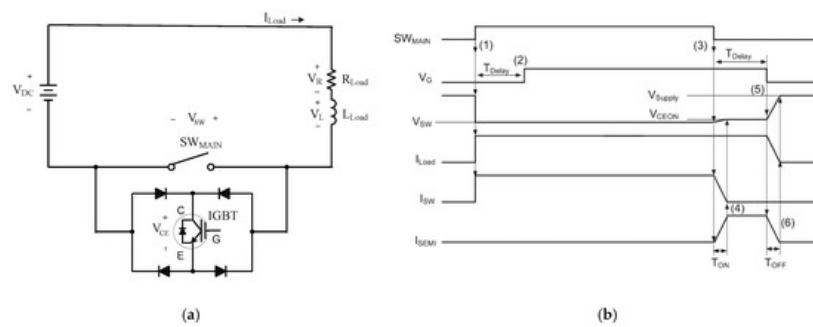 I_Load
SW_MAIN
(1)
(3)
V_DC
+
−
+
V_R
−
R_Load
+
V_L
−
L_Load
− V_SW +
SW_MAIN
C
IGBT
+
V_CE
−
G
E
T_Delay
(2)
T_Delay
V_G
V_Supply
(5)
V_CEON
V_SW
I_Load
I_SW
(4)
(6)
I_SEMI
T_ON
T_OFF
(a)
(b)